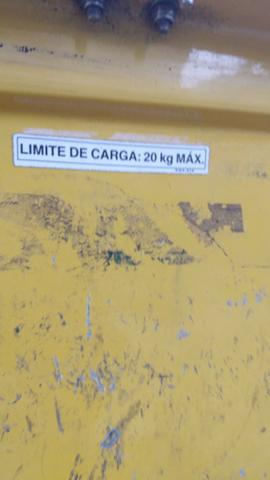 LIMITE DE CARGA: 20 kg MÁX.